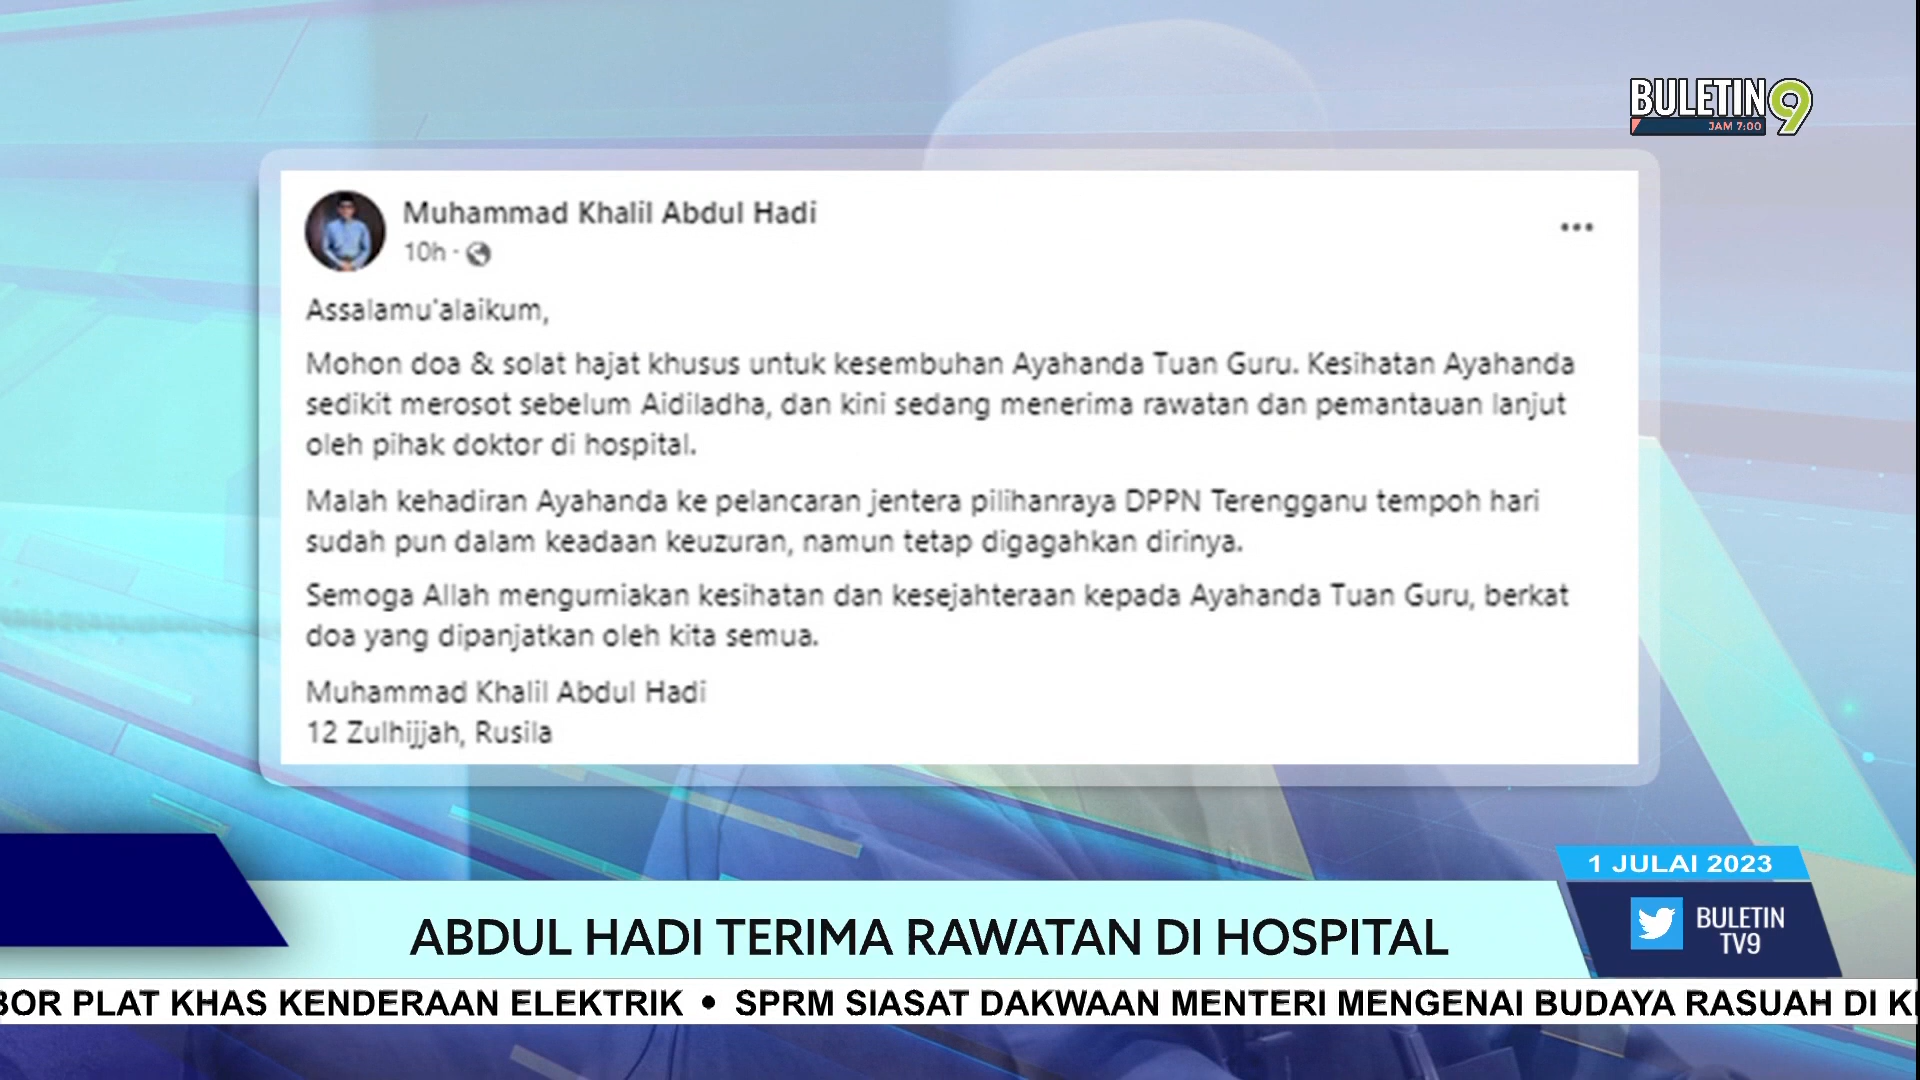 BULETIN 9
JAM 7:00
Muhammad Khalil Abdul Hadi
10h ·
Assalamu'alaikum,
Mohon doa & solat hajat khusus untuk kesembuhan Ayahanda Tuan Guru. Kesihatan Ayahanda
sedikit merosot sebelum Aidiladha, dan kini sedang menerima rawatan dan pemantauan lanjut
oleh pihak doktor di hospital.
Malah kehadiran Ayahanda ke pelancaran jentera pilihanraya DPPN Terengganu tempoh hari
sudah pun dalam keadaan keuzuran, namun tetap digagahkan dirinya.
Semoga Allah mengurniakan kesihatan dan kesejahteraan kepada Ayahanda Tuan Guru, berkat
doa yang dipanjatkan oleh kita semua.
Muhammad Khalil Abdul Hadi
12 Zulhijjah, Rusila
1 JULAI 2023
BULETIN
TV9
ABDUL HADI TERIMA RAWATAN DI HOSPITAL
PLAT KHAS KENDERAAN ELEKTRIK • SPRM SIASAT DAKWAAN MENTERI MENGENAI BUDAYA RASUAH DI